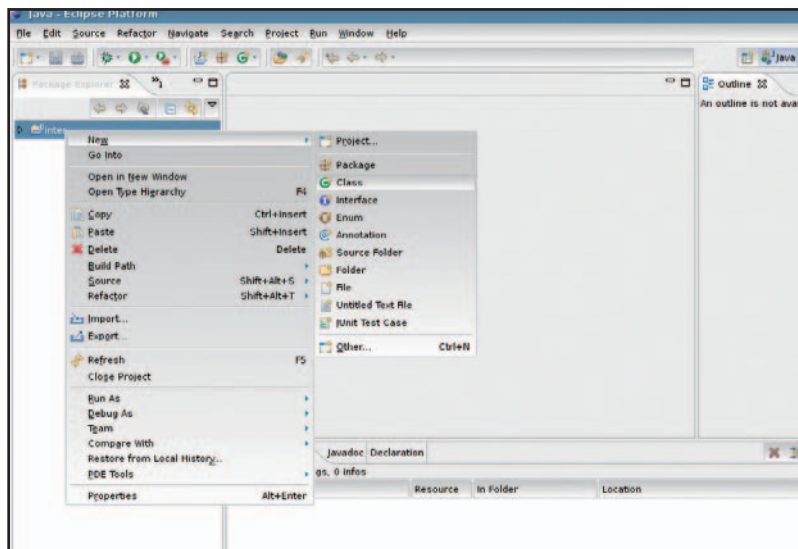 Java - Eclipse Platform
File Edit Source Refactor Navigate Search Project Run Window Help
Java
Package Explorer
Outline
An outline is not ava
inter
New
Go Into
Open in New Window
Open Type Hierarchy F4
Copy Ctrl+Insert
Paste Shift+Insert
Delete Delete
Build Path
Source Shift+Alt+S
Refactor Shift+Alt+T
Import...
Export...
Refresh F5
Close Project
Run As
Debug As
Team
Compare With
Restore from Local History...
PDE Tools
Properties Alt+Enter
Project...
Package
Class
Interface
Enum
Annotation
Source Folder
Folder
File
Untitled Text File
JUnit Test Case
Other... Ctrl+N
Javadoc Declaration
gs, 0 infos
Resource In Folder Location